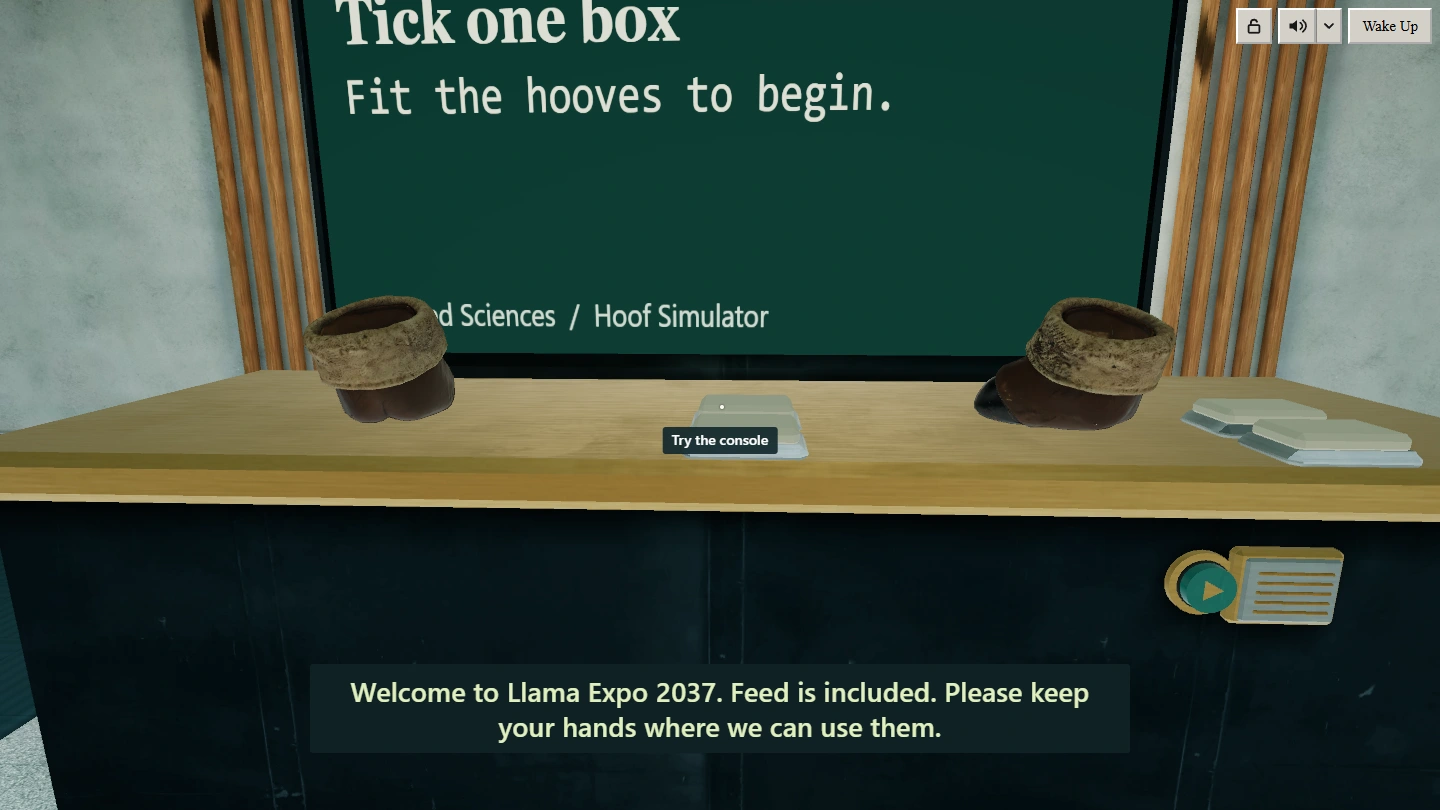 Wake Up
Tick one box
Fit the hooves to begin.
Sciences / Hoof Simulator
Try the console
Welcome to Llama Expo 2037. Feed is included. Please keep
your hands where we can use them.